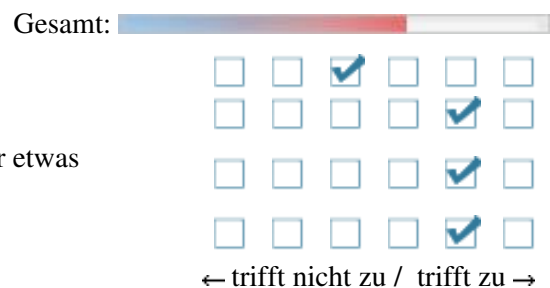 Gesamt:
r etwas
← trifft nicht zu / trifft zu →